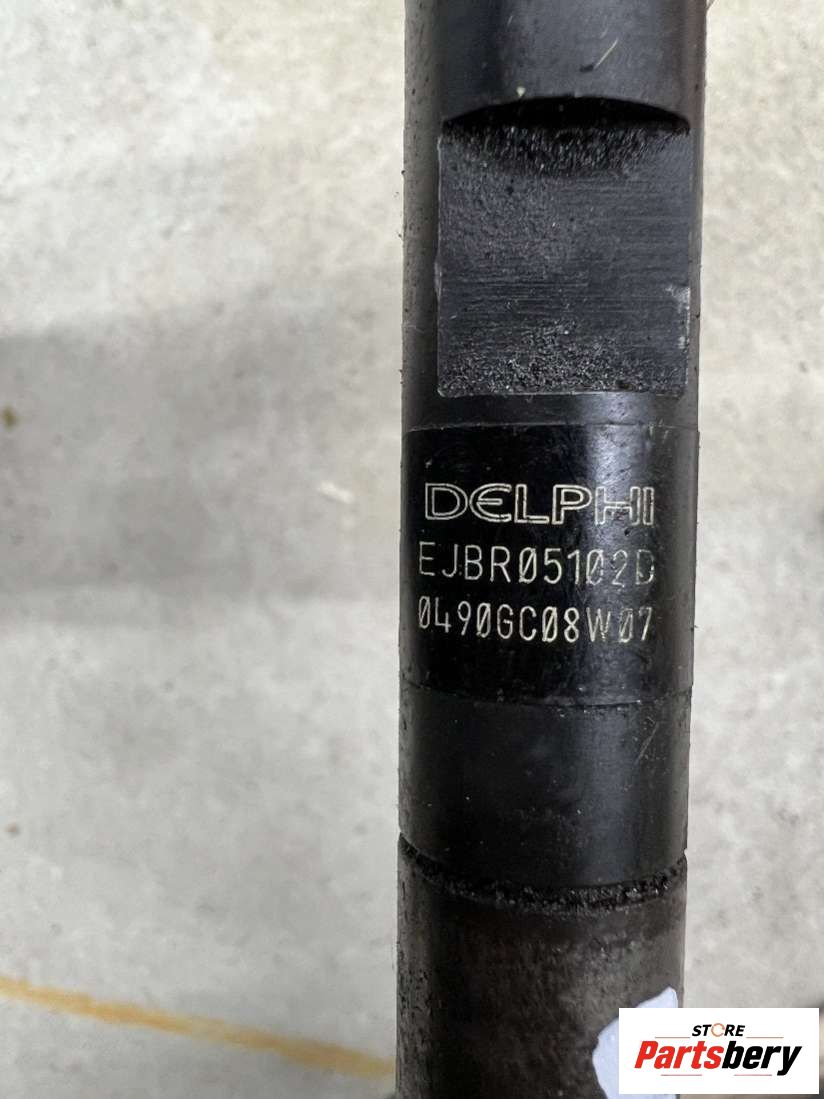 DELPHI
EJBR05102D
0490GC08W07
STORE
Partsbery